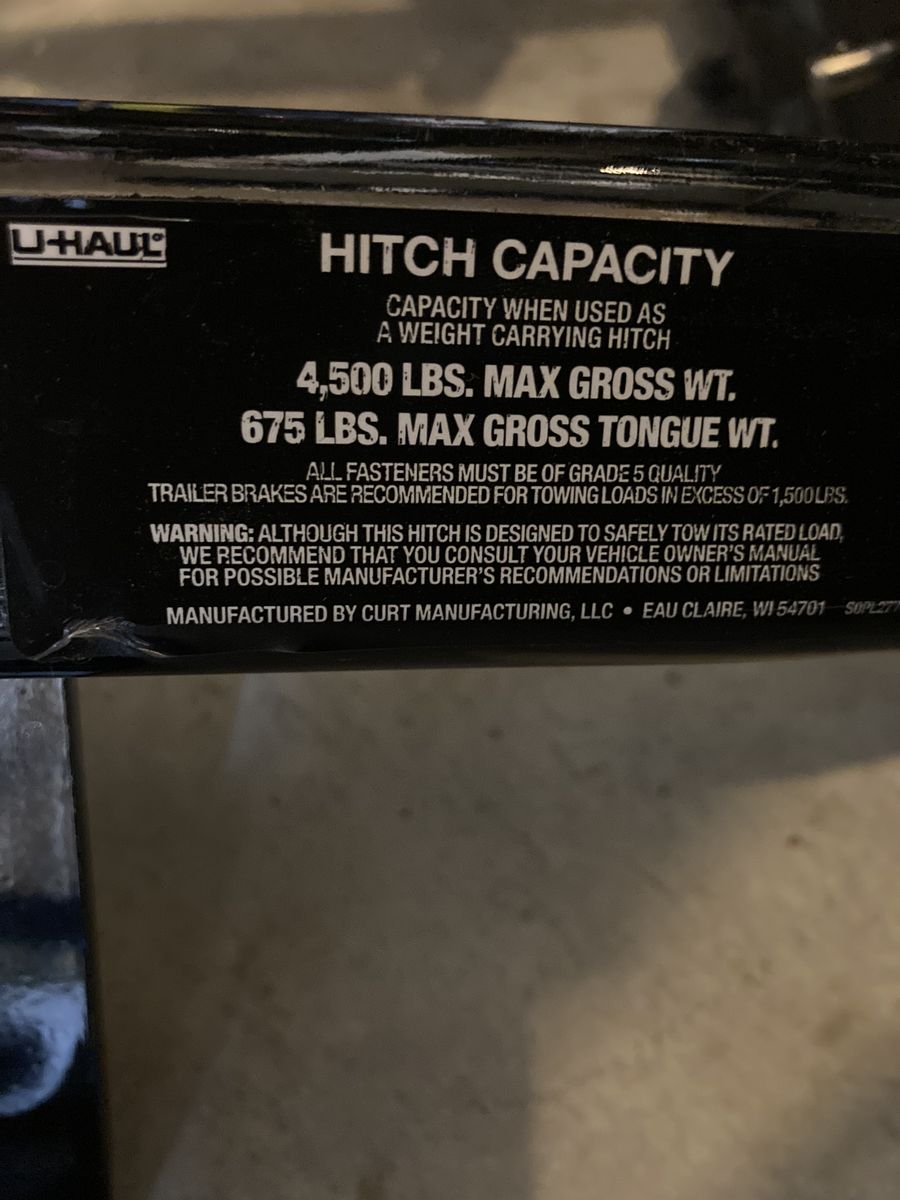 U-HAUL®
HITCH CAPACITY
CAPACITY WHEN USED AS
A WEIGHT CARRYING HITCH
4,500 LBS. MAX GROSS WT.
675 LBS. MAX GROSS TONGUE WT.
ALL FASTENERS MUST BE OF GRADE 5 QUALITY
TRAILER BRAKES ARE RECOMMENDED FOR TOWING LOADS IN EXCESS OF 1,500 LBS.
WARNING: ALTHOUGH THIS HITCH IS DESIGNED TO SAFELY TOW ITS RATED LOAD,
WE RECOMMEND THAT YOU CONSULT YOUR VEHICLE OWNER'S MANUAL
FOR POSSIBLE MANUFACTURER'S RECOMMENDATIONS OR LIMITATIONS
MANUFACTURED BY CURT MANUFACTURING, LLC • EAU CLAIRE, WI 54701